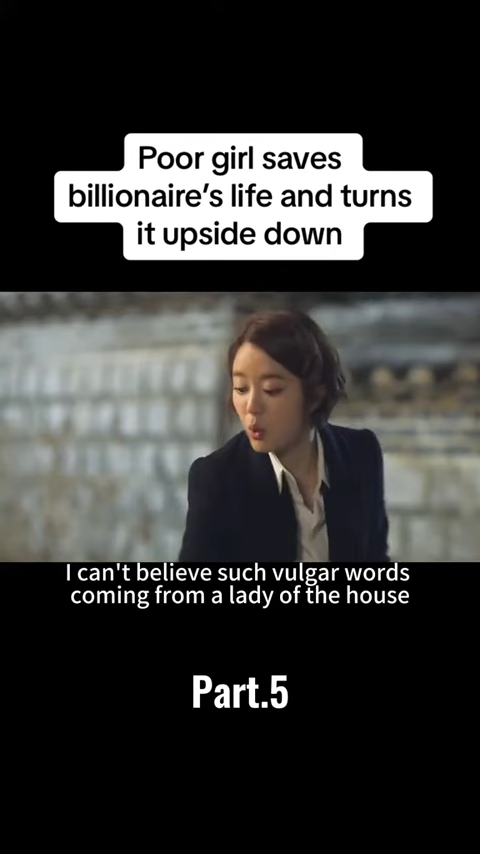 Poor girl saves
billionaire’s life and turns
it upside down
I can't believe such vulgar words
coming from a lady of the house
Part.5